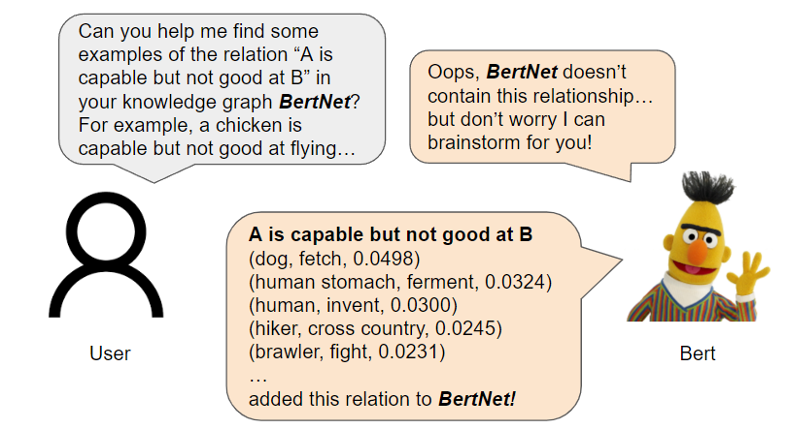 Can you help me find some
examples of the relation “A is
capable but not good at B” in
your knowledge graph BertNet?
For example, a chicken is
capable but not good at flying…
Oops, BertNet doesn’t
contain this relationship…
but don’t worry I can
brainstorm for you!
A is capable but not good at B
(dog, fetch, 0.0498)
(human stomach, ferment, 0.0324)
(human, invent, 0.0300)
(hiker, cross country, 0.0245)
(brawler, fight, 0.0231)
…
added this relation to BertNet!
User
Bert